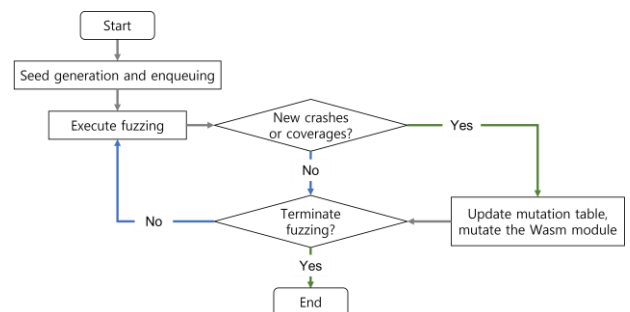 Start
Seed generation and enqueuing
Execute fuzzing
New crashes
or coverages?
Yes
No
Terminate
fuzzing?
No
Update mutation table,
mutate the Wasm module
Yes
End